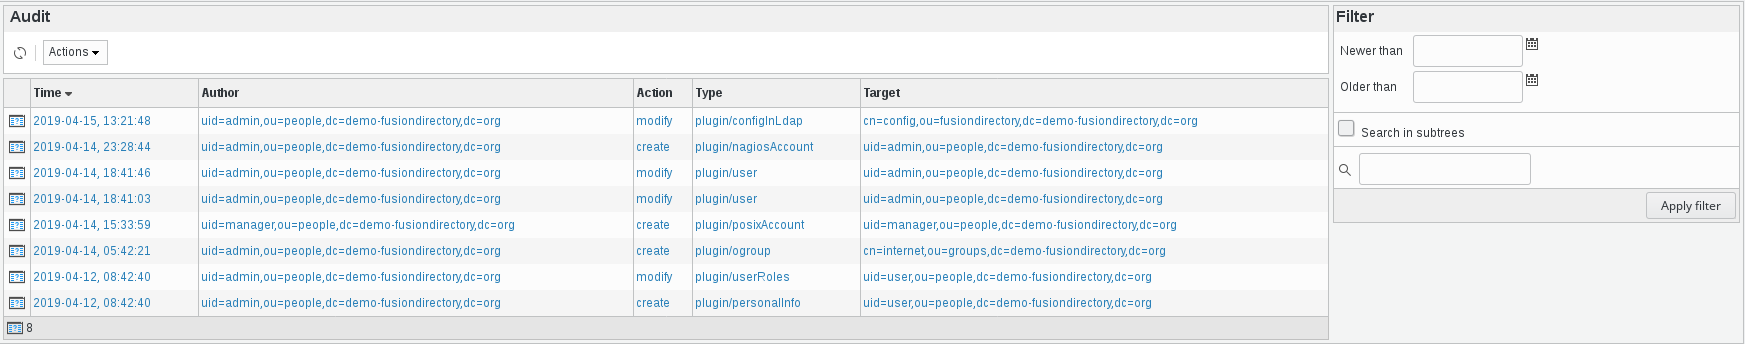 Audit
Actions
Time Author Action Type Target
2019-04-15, 13:21:48 uid=admin,ou=people,dc=demo-fusiondirectory,dc=org modify plugin/configInLdap cn=config,ou=fusiondirectory,dc=demo-fusiondirectory,dc=org
2019-04-14, 23:28:44 uid=admin,ou=people,dc=demo-fusiondirectory,dc=org create plugin/nagiosAccount uid=admin,ou=people,dc=demo-fusiondirectory,dc=org
2019-04-14, 18:41:46 uid=admin,ou=people,dc=demo-fusiondirectory,dc=org modify plugin/user uid=admin,ou=people,dc=demo-fusiondirectory,dc=org
2019-04-14, 18:41:03 uid=admin,ou=people,dc=demo-fusiondirectory,dc=org modify plugin/user uid=admin,ou=people,dc=demo-fusiondirectory,dc=org
2019-04-14, 15:33:59 uid=manager,ou=people,dc=demo-fusiondirectory,dc=org create plugin/posixAccount uid=manager,ou=people,dc=demo-fusiondirectory,dc=org
2019-04-14, 05:42:21 uid=admin,ou=people,dc=demo-fusiondirectory,dc=org create plugin/ogroup cn=internet,ou=groups,dc=demo-fusiondirectory,dc=org
2019-04-12, 08:42:40 uid=admin,ou=people,dc=demo-fusiondirectory,dc=org modify plugin/userRoles uid=user,ou=people,dc=demo-fusiondirectory,dc=org
2019-04-12, 08:42:40 uid=admin,ou=people,dc=demo-fusiondirectory,dc=org create plugin/personalInfo uid=user,ou=people,dc=demo-fusiondirectory,dc=org
8
Filter
Newer than
Older than
Search in subtrees
Apply filter